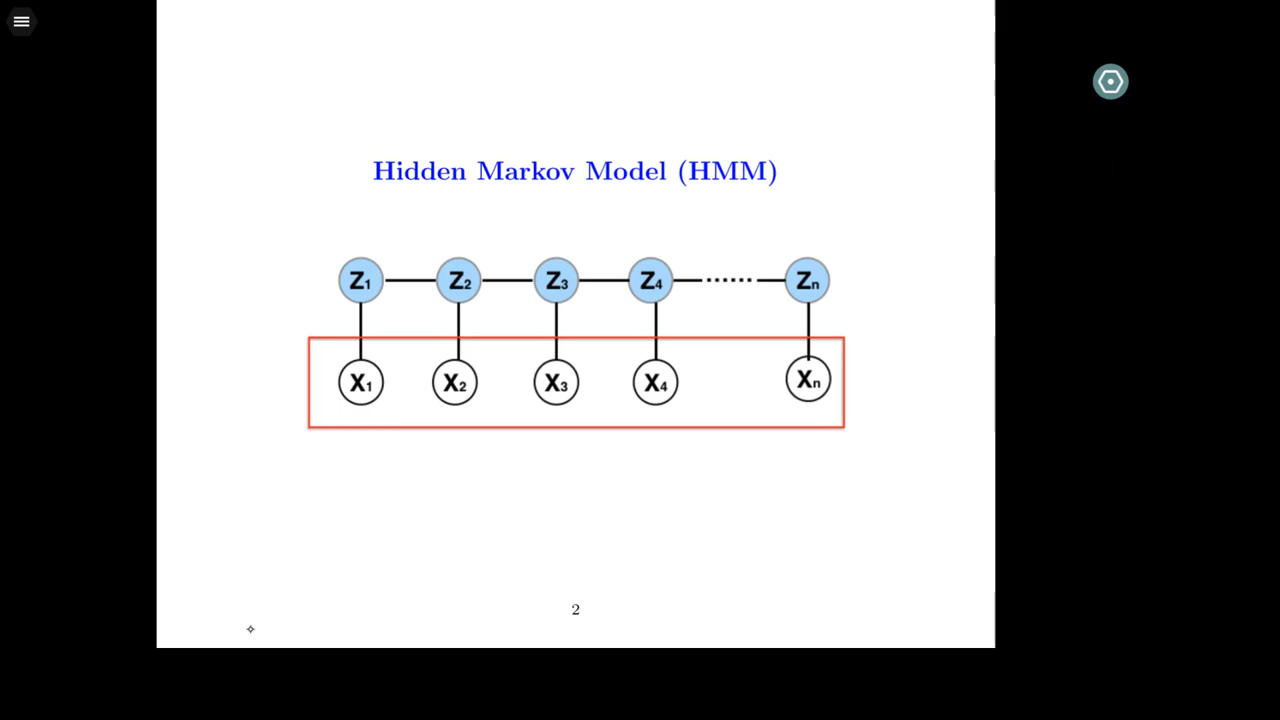 Hidden Markov Model (HMM)
Z₁ Z₂ Z₃ Z₄ Zₙ
X₁ X₂ X₃ X₄ Xₙ
2